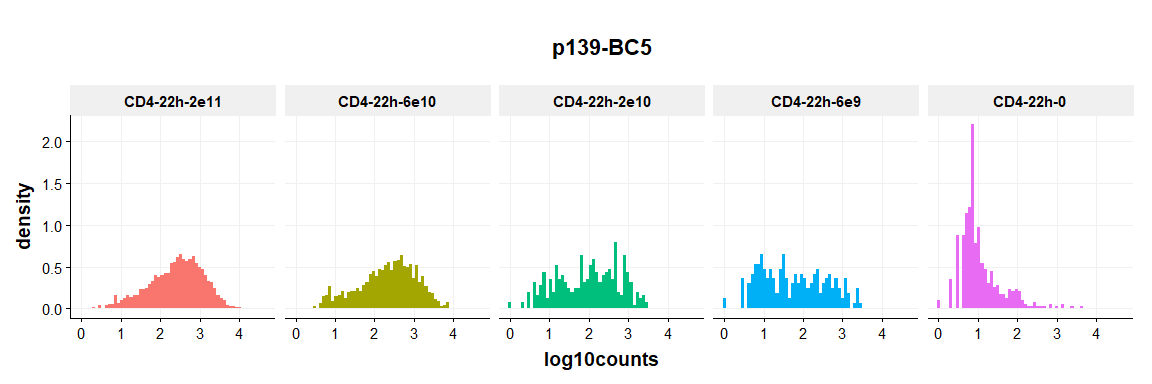 p139-BC5
CD4-22h-2e11 CD4-22h-6e10 CD4-22h-2e10 CD4-22h-6e9 CD4-22h-0
2.0
1.5
1.0
0.5
0.0
density
0 1 2 3 4 0 1 2 3 4 0 1 2 3 4 0 1 2 3 4 0 1 2 3 4
log10counts